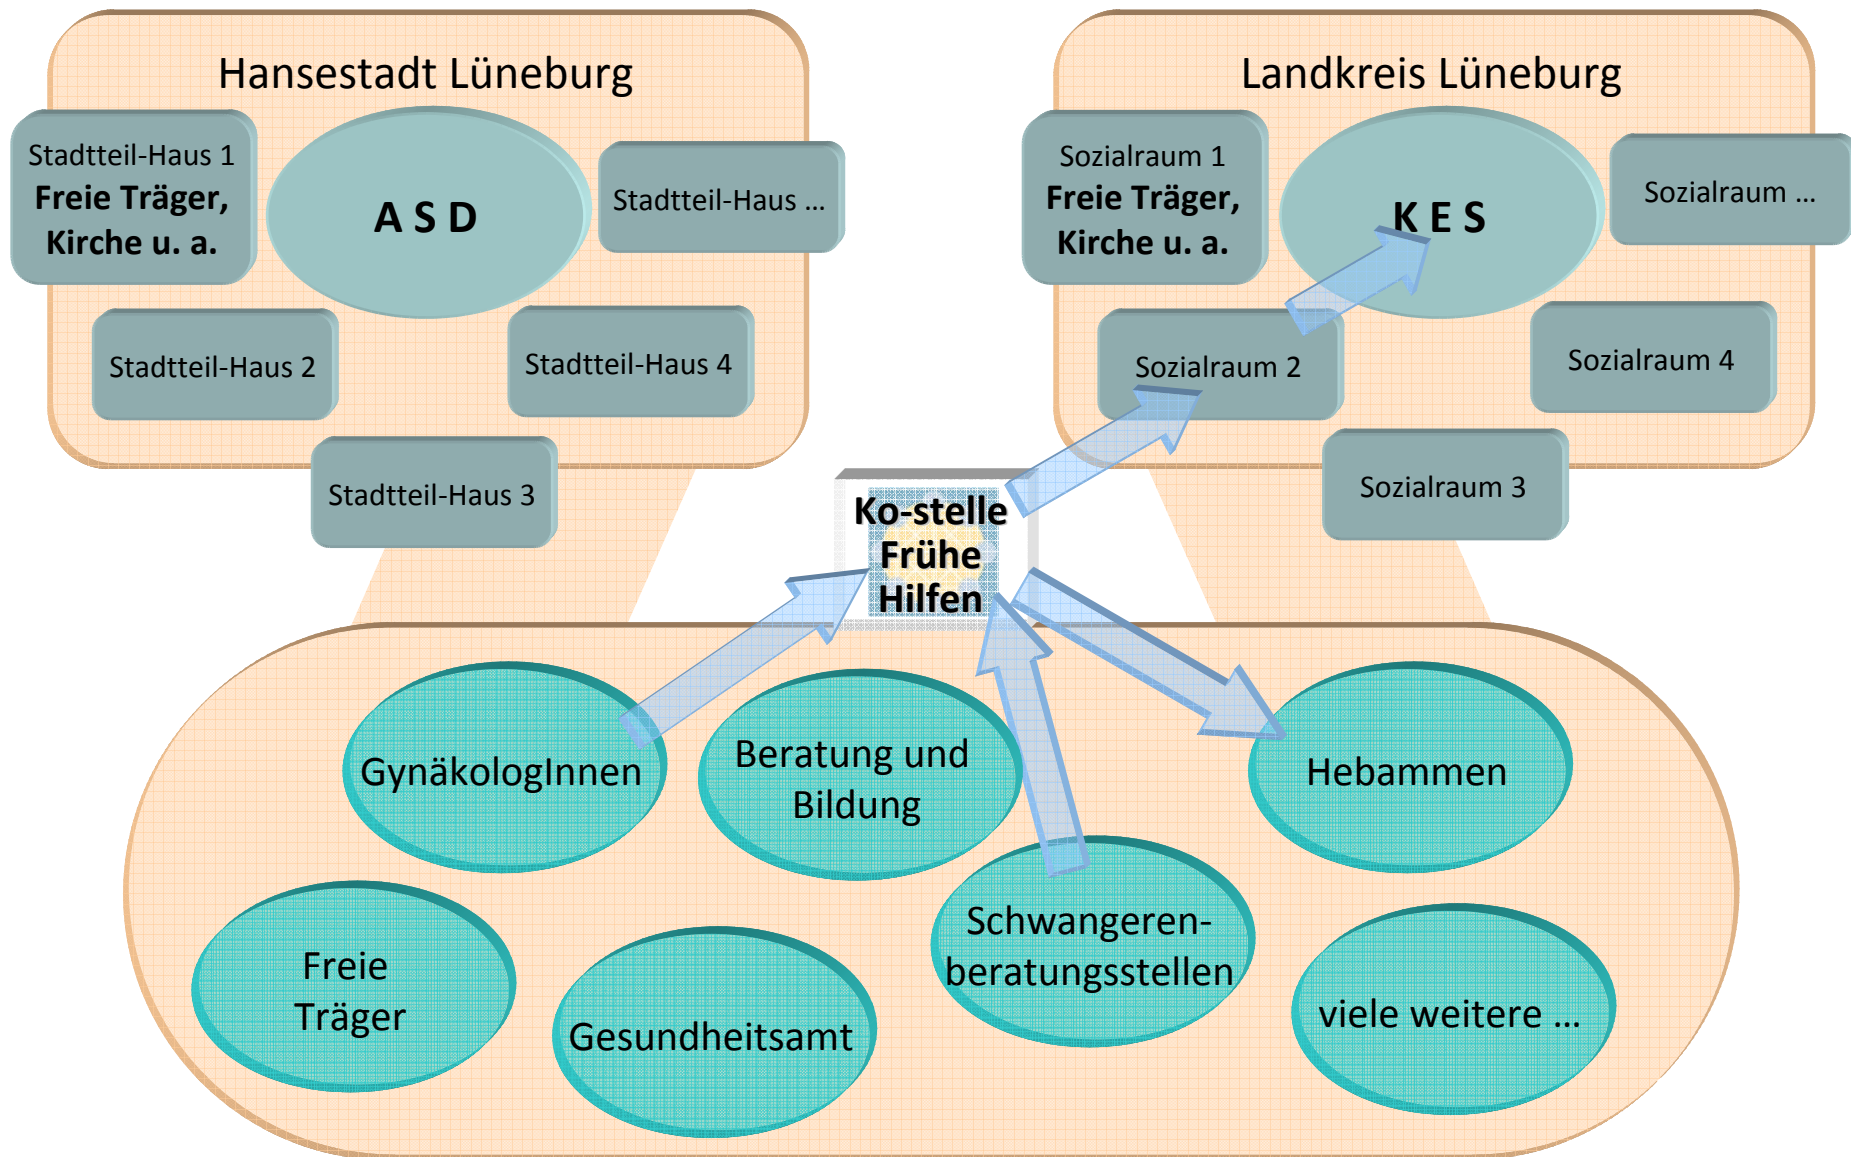 Hansestadt Lüneburg
Stadtteil-Haus 1
Freie Träger,
Kirche u. a.
A S D
Stadtteil-Haus ...
Stadtteil-Haus 2
Stadtteil-Haus 4
Stadtteil-Haus 3
Landkreis Lüneburg
Sozialraum 1
Freie Träger,
Kirche u. a.
K E S
Sozialraum ...
Sozialraum 2
Sozialraum 4
Sozialraum 3
Ko-stelle
Frühe
Hilfen
GynäkologInnen
Beratung und
Bildung
Hebammen
Freie
Träger
Gesundheitsamt
Schwangeren-
beratungsstellen
viele weitere ...